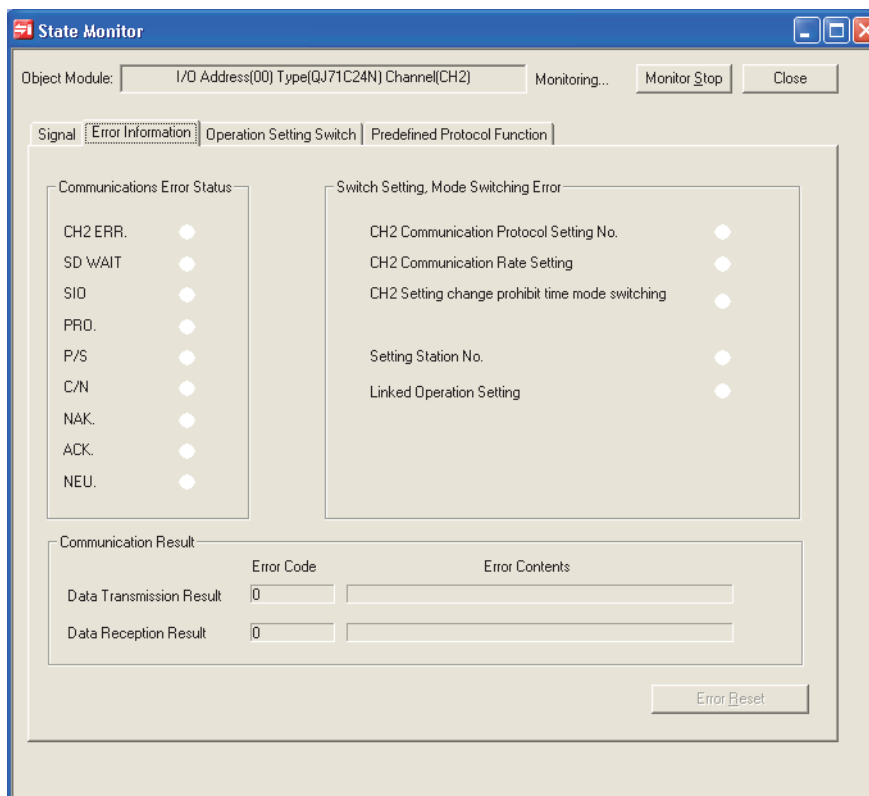 State Monitor
Object Module: I/O Address(00) Type(QJ71C24N) Channel(CH2) Monitoring... Monitor Stop Close
Signal Error Information Operation Setting Switch Predefined Protocol Function
Communications Error Status
CH2 ERR.
SD WAIT
SIO
PRO.
P/S
C/N
NAK.
ACK.
NEU.
Switch Setting, Mode Switching Error
CH2 Communication Protocol Setting No.
CH2 Communication Rate Setting
CH2 Setting change prohibit time mode switching
Setting Station No.
Linked Operation Setting
Communication Result
Error Code Error Contents
Data Transmission Result 0
Data Reception Result 0
Error Reset